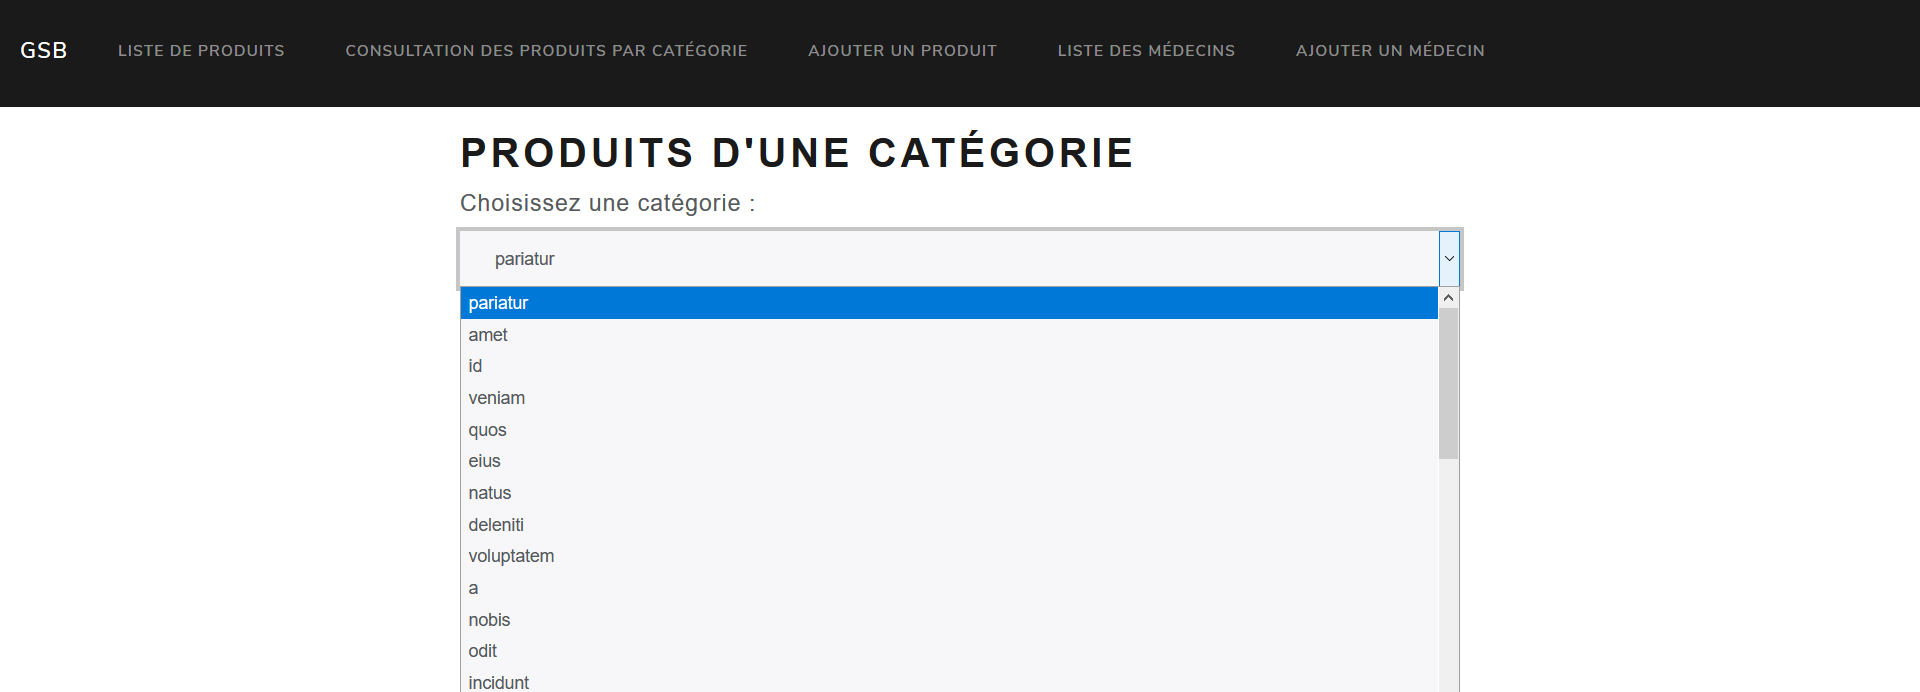 GSB LISTE DE PRODUITS CONSULTATION DES PRODUITS PAR CATÉGORIE AJOUTER UN PRODUIT LISTE DES MÉDECINS AJOUTER UN MÉDECIN
PRODUITS D'UNE CATÉGORIE
Choisissez une catégorie :
pariatur
pariatur
amet
id
veniam
quos
eius
natus
deleniti
voluptatem
a
nobis
odit
incidunt